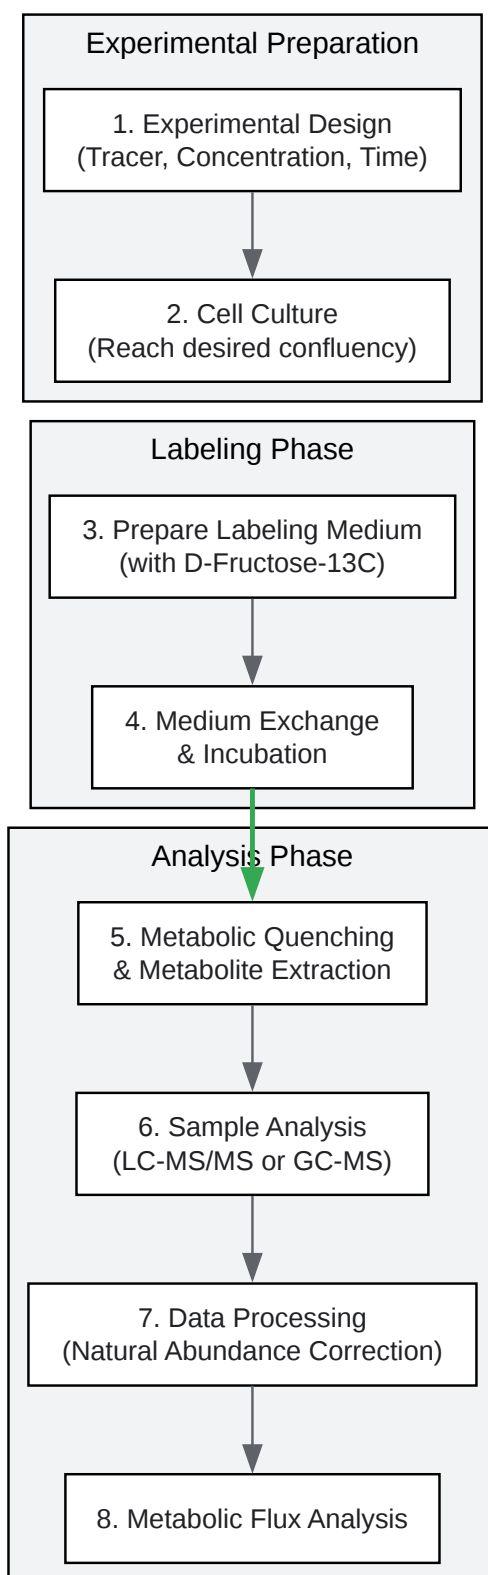 Experimental Preparation
1. Experimental Design
(Tracer, Concentration, Time)
2. Cell Culture
(Reach desired confluency)
Labeling Phase
3. Prepare Labeling Medium
(with D-Fructose-13C)
4. Medium Exchange
& Incubation
Analysis Phase
5. Metabolic Quenching
& Metabolite Extraction
6. Sample Analysis
(LC-MS/MS or GC-MS)
7. Data Processing
(Natural Abundance Correction)
8. Metabolic Flux Analysis